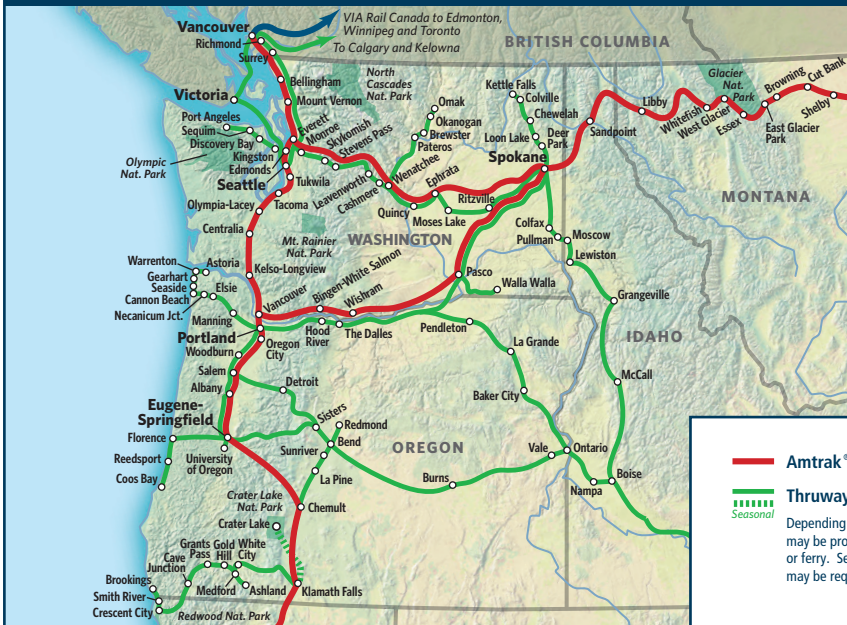 VIA Rail Canada to Edmonton,
Winnipeg and Toronto
To Calgary and Kelowna
BRITISH COLUMBIA
Vancouver
Richmond
Surrey
Bellingham
Mount Vernon
North
Cascades
Nat. Park
Victoria
Port Angeles
Sequim
Discovery Bay
Kingston
Edmonds
Seattle
Olympic
Nat. Park
Everett
Monroe
Skykomish
Stevens Pass
Leavenworth
Cashmere
Wenatchee
Omak
Okanogan
Brewster
Pateros
Kettle Falls
Colville
Chewelah
Loon Lake
Deer
Park
Spokane
Sandpoint
Libby
Whitefish
West Glacier
Essex
Glacier
Nat.
Park
East Glacier
Park
Browning
Cut Bank
Shelby
MONTANA
Tukwila
Tacoma
Olympia-Lacey
Centralia
Mt. Rainier
Nat. Park
WASHINGTON
Quincy
Ephrata
Moses Lake
Ritzville
Colfax
Pullman
Moscow
Lewiston
Grangeville
IDAHO
McCall
Warrenton
Astoria
Gearhart
Seaside
Cannon Beach
Necanicum Jct.
Elsie
Manning
Kelso-Longview
Vancouver
Bingen-White Salmon
Wishram
Pasco
Walla Walla
Portland
Oregon
City
Hood
River
The Dalles
Pendleton
La Grande
Baker City
Woodburn
Salem
Albany
Detroit
Eugene-
Springfield
Sisters
Redmond
Bend
Sunriver
La Pine
OREGON
Burns
Vale
Ontario
Nampa
Boise
Florence
Reedsport
Coos Bay
University
of Oregon
Crater Lake
Nat. Park
Chemult
Crater Lake
Grants
Pass
Gold
Hill
White
City
Cave
Junction
Medford
Ashland
Klamath Falls
Brookings
Smith River
Crescent City
Redwood Nat. Park
Amtrak®
Thruway
Seasonal
Depending
may be pro
or ferry. Se
may be req